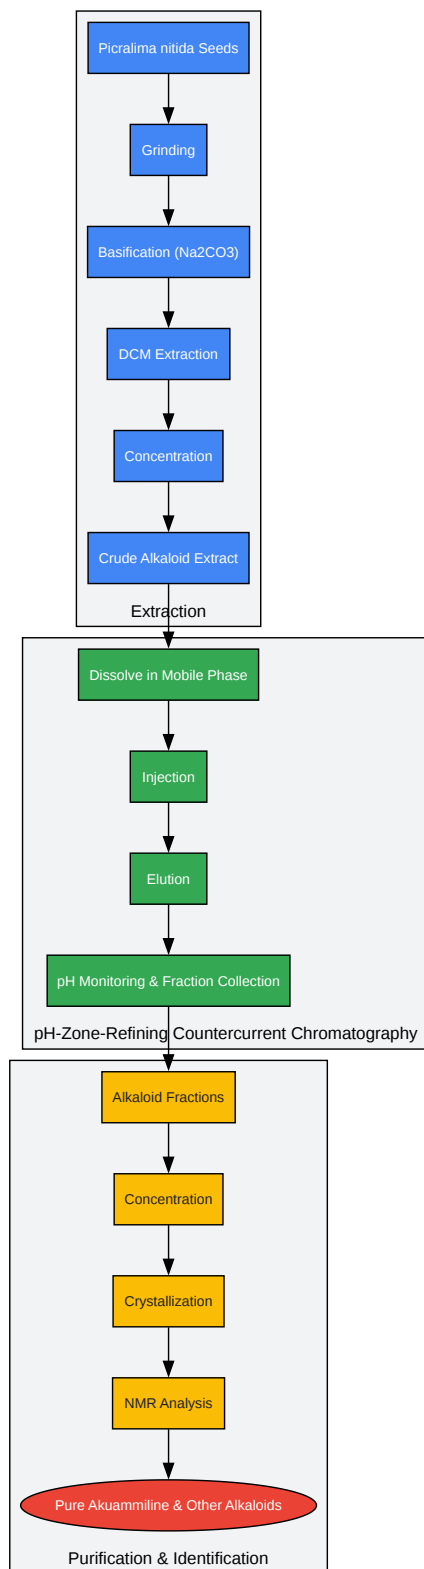 Picralima nitida Seeds
Grinding
Basification (Na2CO3)
DCM Extraction
Concentration
Crude Alkaloid Extract
Extraction
Dissolve in Mobile Phase
Injection
Elution
pH Monitoring & Fraction Collection
pH-Zone-Refining Countercurrent Chromatography
Alkaloid Fractions
Concentration
Crystallization
NMR Analysis
Pure Akuammiline & Other Alkaloids
Purification & Identification